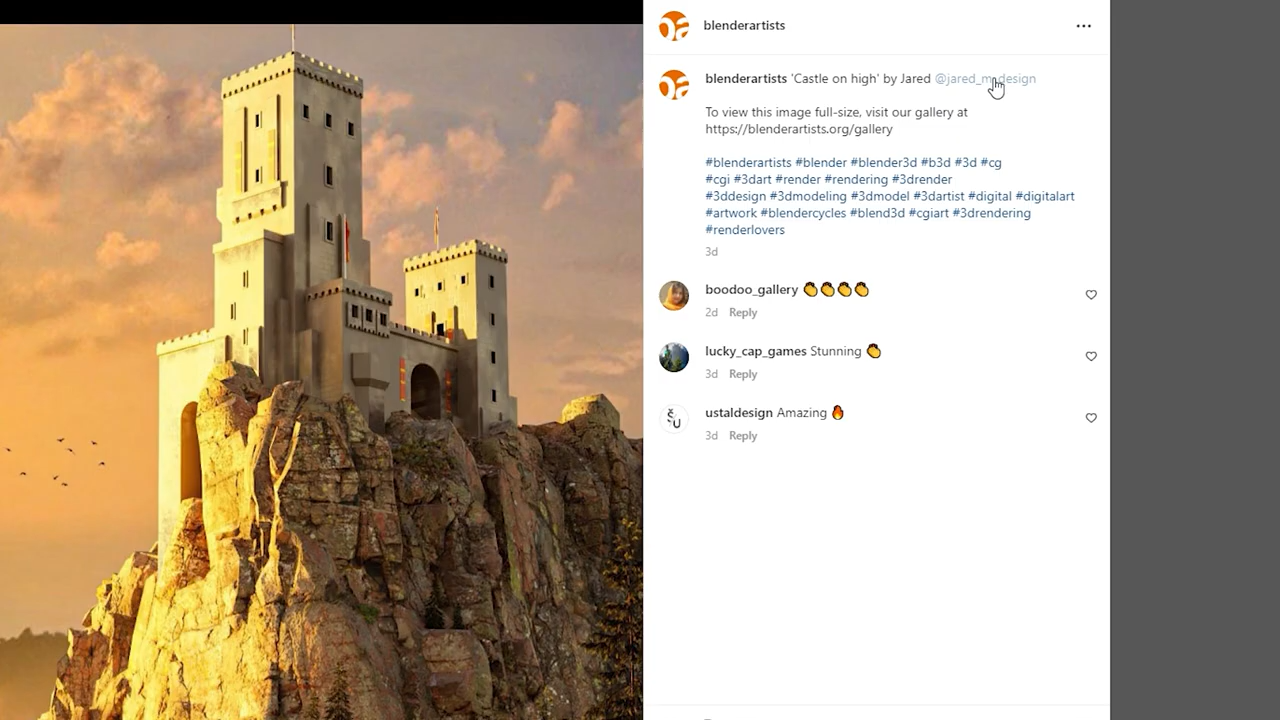 blenderartists
blenderartists 'Castle on high' by Jared @jared_m_design
To view this image full-size, visit our gallery at
https://blenderartists.org/gallery
#blenderartists #blender #blender3d #b3d #3d #cg
#cgi #3dart #render #rendering #3drender
#3ddesign #3dmodeling #3dmodel #3dartist #digital #digitalart
#artwork #blendercycles #blend3d #cgiart #3drendering
#renderlovers
3d
boodoo_gallery 👏👏👏👏
2d Reply
lucky_cap_games Stunning 👏
3d Reply
ustaldesign Amazing 🔥
3d Reply